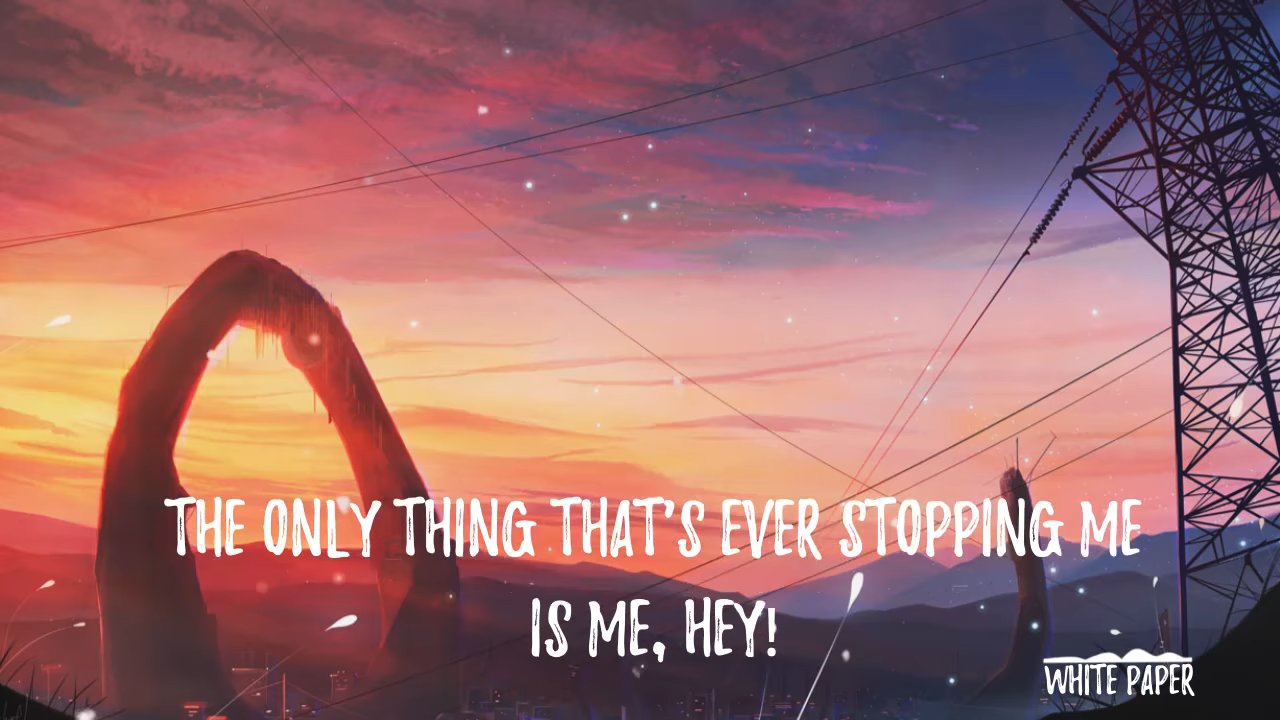 THE ONLY THING THAT'S EVER STOPPING ME
IS ME, HEY!
WHITE PAPER